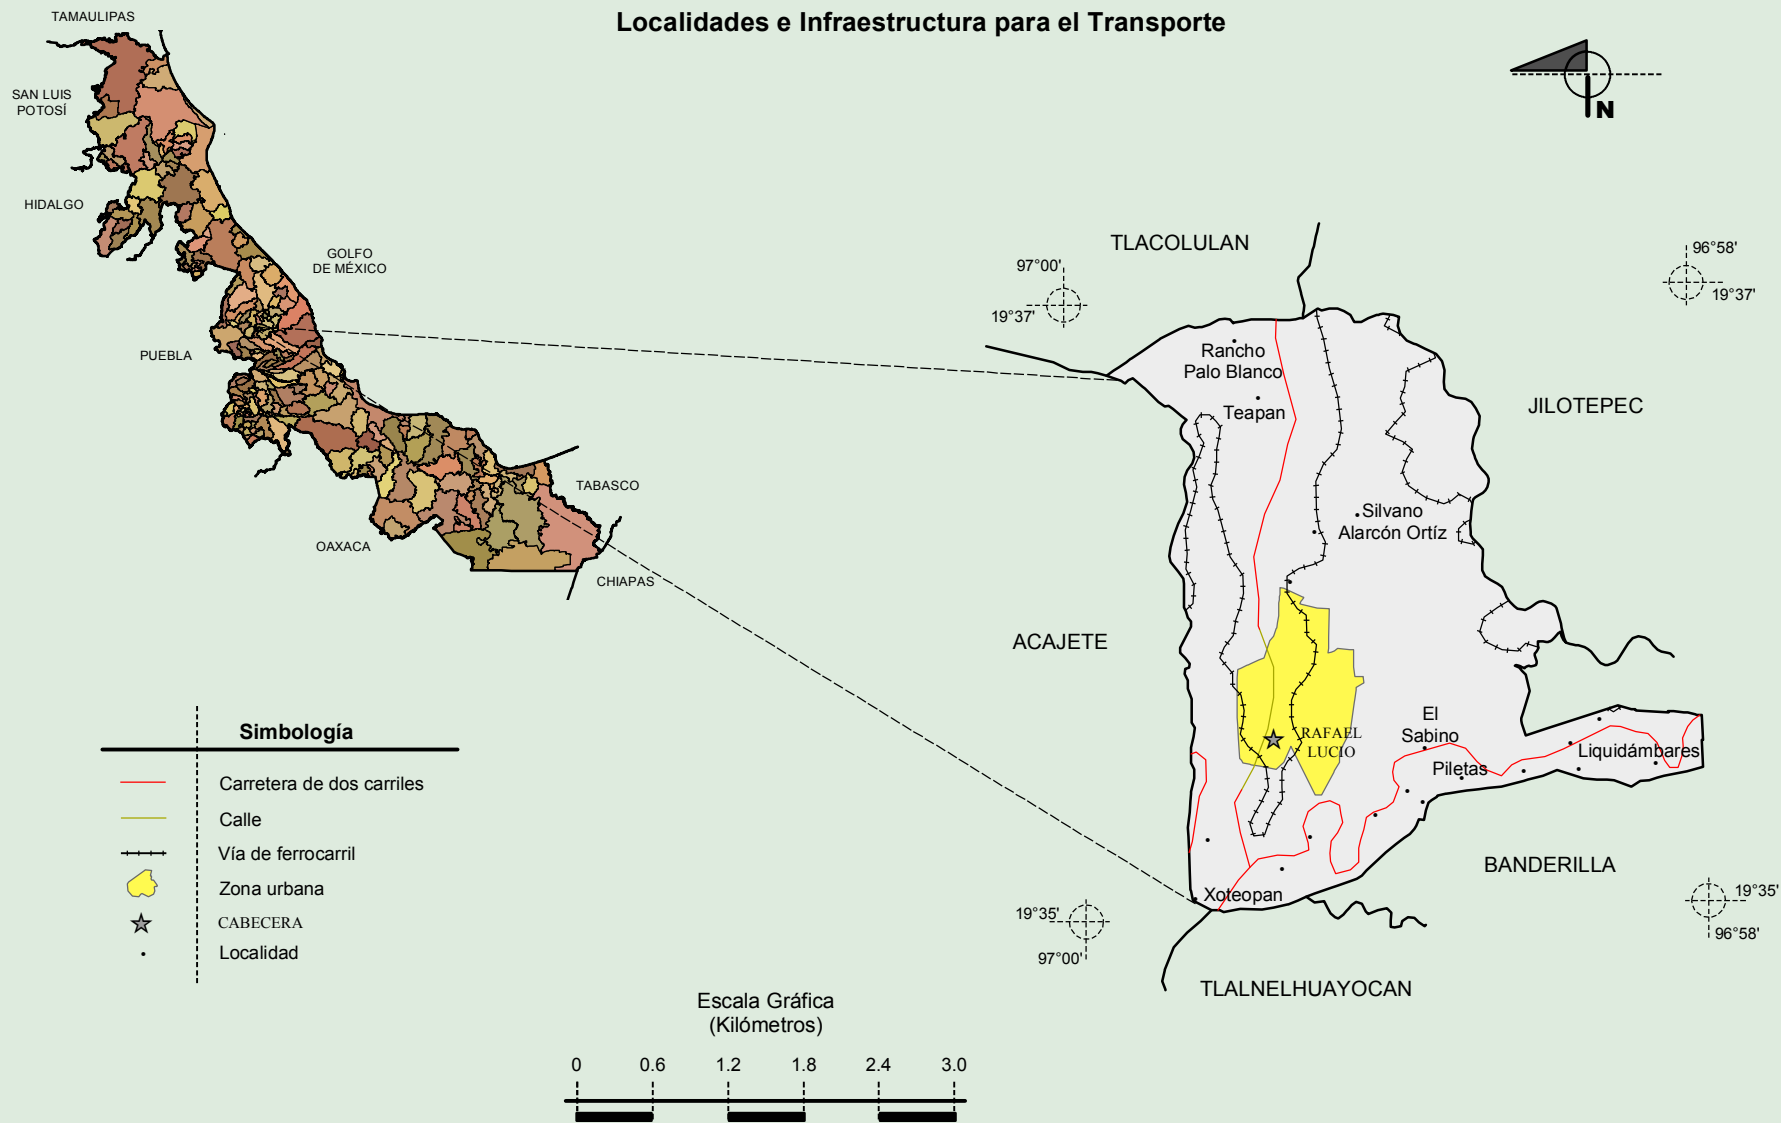 Localidades e Infraestructura para el Transporte
TAMAULIPAS
SAN LUIS
POTOSÍ
HIDALGO
GOLFO
DE MÉXICO
PUEBLA
TABASCO
OAXACA
CHIAPAS
N
TLACOLULAN
97°00'
19°37'
96°58'
19°37'
Rancho
Palo Blanco
Teapan
JILOTEPEC
Silvano
Alarcón Ortíz
ACAJETE
El
Sabino
RAFAEL
LUCIO
Liquidámbares
Piletas
BANDERILLA
Xoteopan
19°35'
97°00'
19°35'
96°58'
TLALNELHUAYOCAN
Simbología
Carretera de dos carriles
Calle
Vía de ferrocarril
Zona urbana
CABECERA
Localidad
Escala Gráfica
(Kilómetros)
0 0.6 1.2 1.8 2.4 3.0